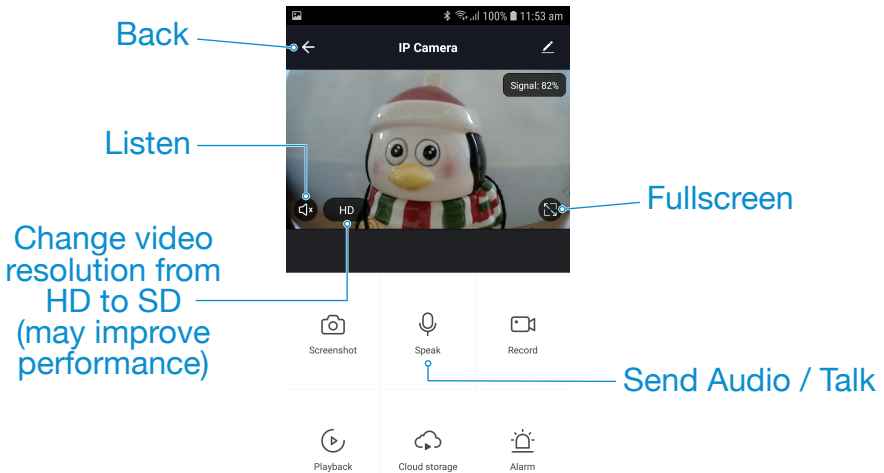 100% 11:53 am
Back
IP Camera
Signal: 82%
Listen
HD
Fullscreen
Change video
resolution from
HD to SD
(may improve
performance)
Screenshot
Speak
Record
Send Audio / Talk
Playback
Cloud storage
Alarm